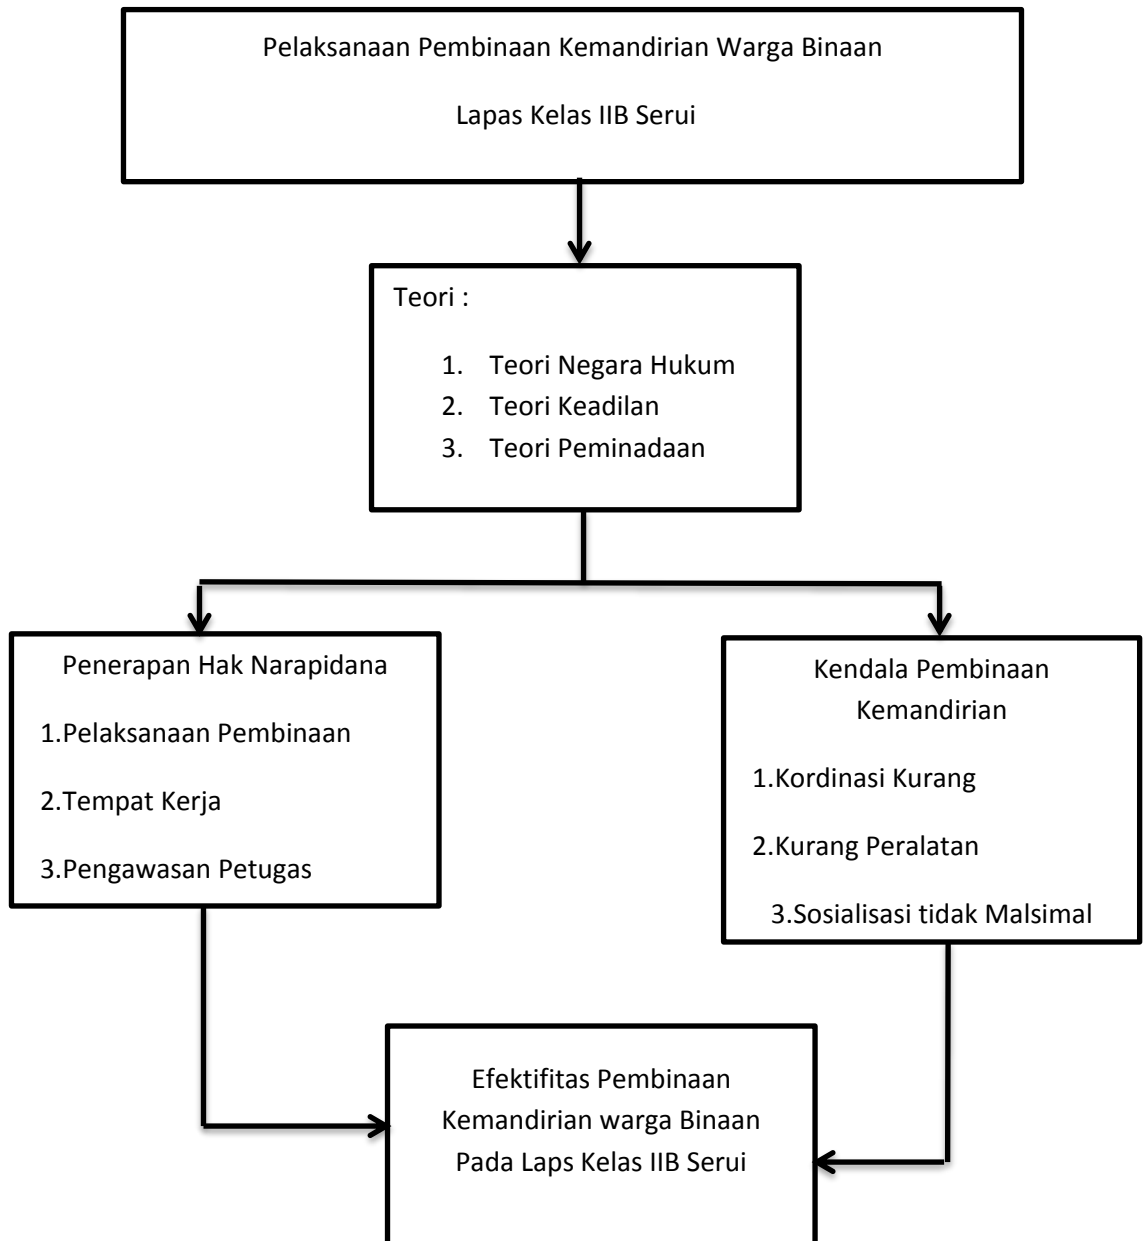 Pelaksanaan Pembinaan Kemandirian Warga Binaan
Lapas Kelas IIB Serui
Teori :
1. Teori Negara Hukum
2. Teori Keadilan
3. Teori Peminadaan
Penerapan Hak Narapidana
1.Pelaksanaan Pembinaan
2.Tempat Kerja
3.Pengawasan Petugas
Kendala Pembinaan
Kemandirian
1.Kordinasi Kurang
2.Kurang Peralatan
3.Sosialisasi tidak Malsimal
Efektifitas Pembinaan
Kemandirian warga Binaan
Pada Laps Kelas IIB Serui